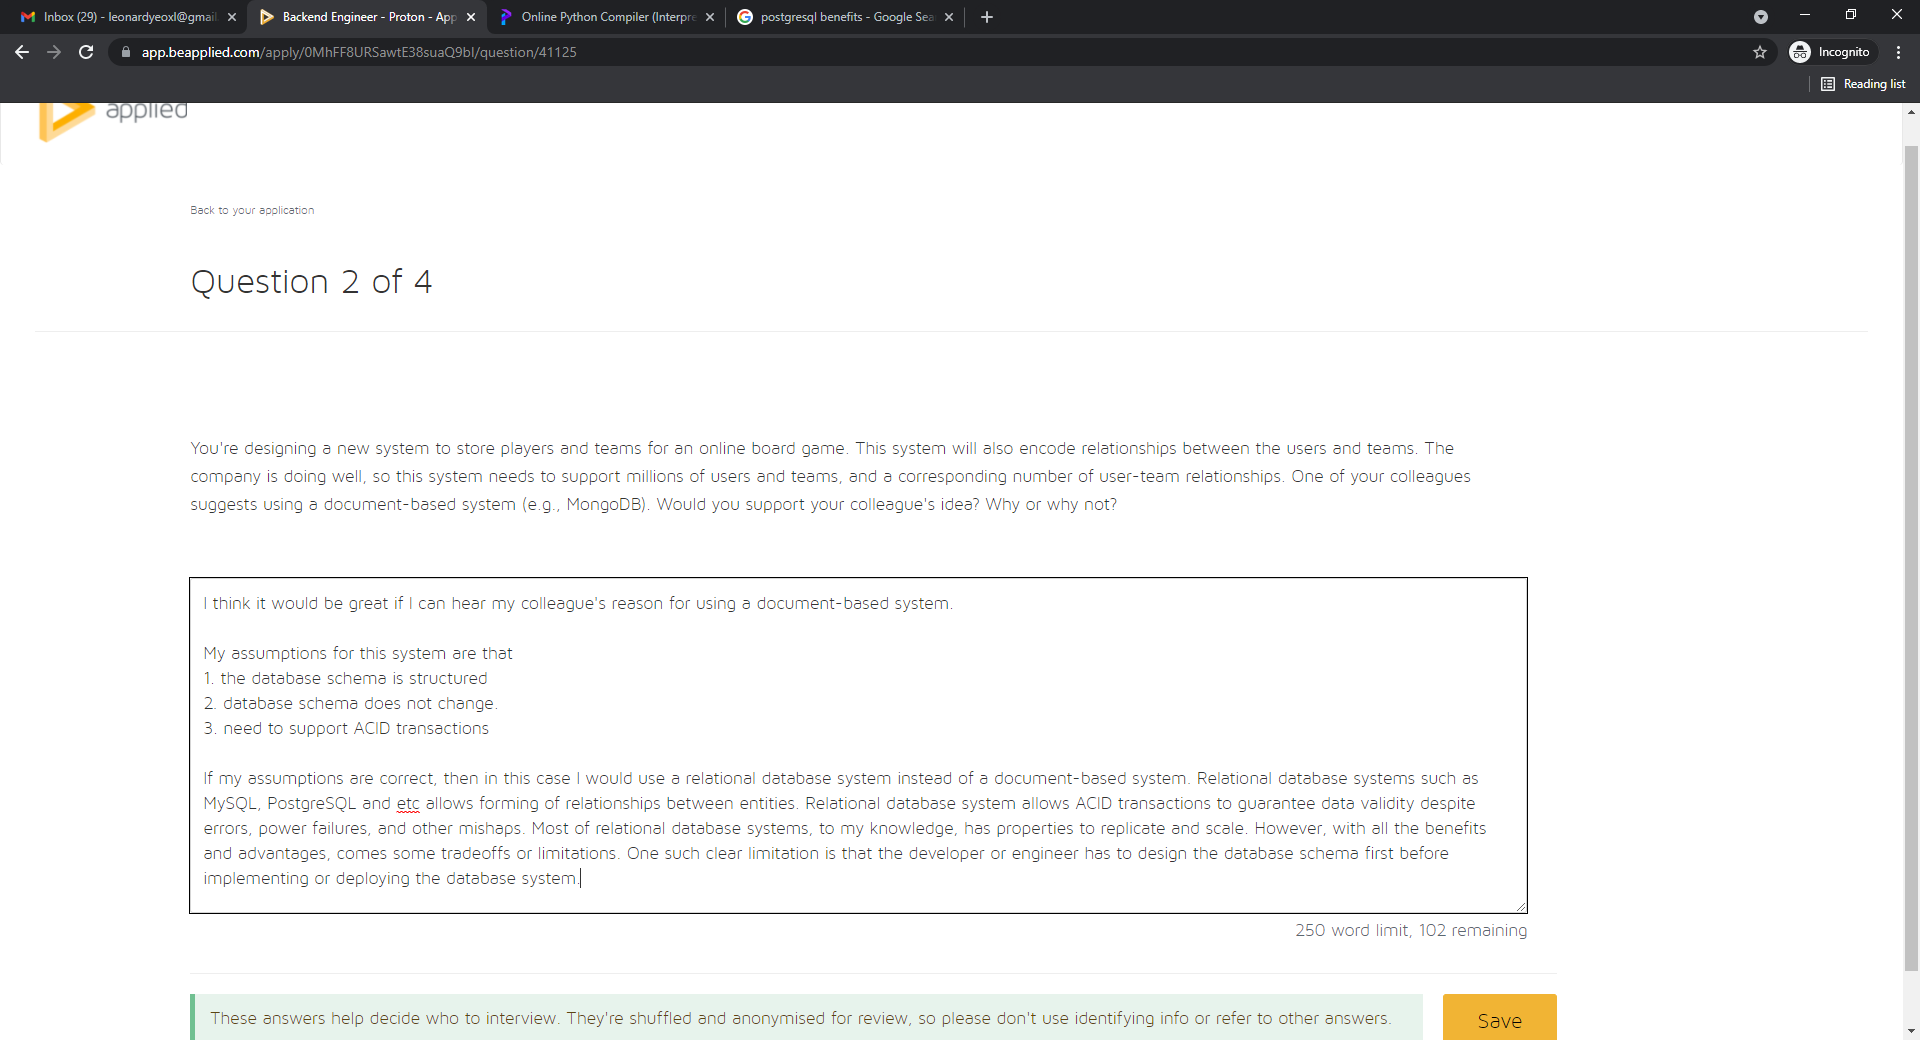 Inbox (29) - leonardyeoxl@gmail
Backend Engineer - Proton - App
Online Python Compiler (Interpre
postgresql benefits - Google Sea
app.beapplied.com/apply/0MhFF8URSawtE38suaQ9bI/question/41125
Incognito
Reading list
applied
Back to your application
Question 2 of 4
You're designing a new system to store players and teams for an online board game. This system will also encode relationships between the users and teams. The
company is doing well, so this system needs to support millions of users and teams, and a corresponding number of user-team relationships. One of your colleagues
suggests using a document-based system (e.g., MongoDB). Would you support your colleague's idea? Why or why not?
I think it would be great if I can hear my colleague's reason for using a document-based system.
My assumptions for this system are that
1. the database schema is structured
2. database schema does not change.
3. need to support ACID transactions
If my assumptions are correct, then in this case I would use a relational database system instead of a document-based system. Relational database systems such as
MySQL, PostgreSQL and etc allows forming of relationships between entities. Relational database system allows ACID transactions to guarantee data validity despite
errors, power failures, and other mishaps. Most of relational database systems, to my knowledge, has properties to replicate and scale. However, with all the benefits
and advantages, comes some tradeoffs or limitations. One such clear limitation is that the developer or engineer has to design the database schema first before
implementing or deploying the database system.
250 word limit, 102 remaining
These answers help decide who to interview. They're shuffled and anonymised for review, so please don't use identifying info or refer to other answers.
Save